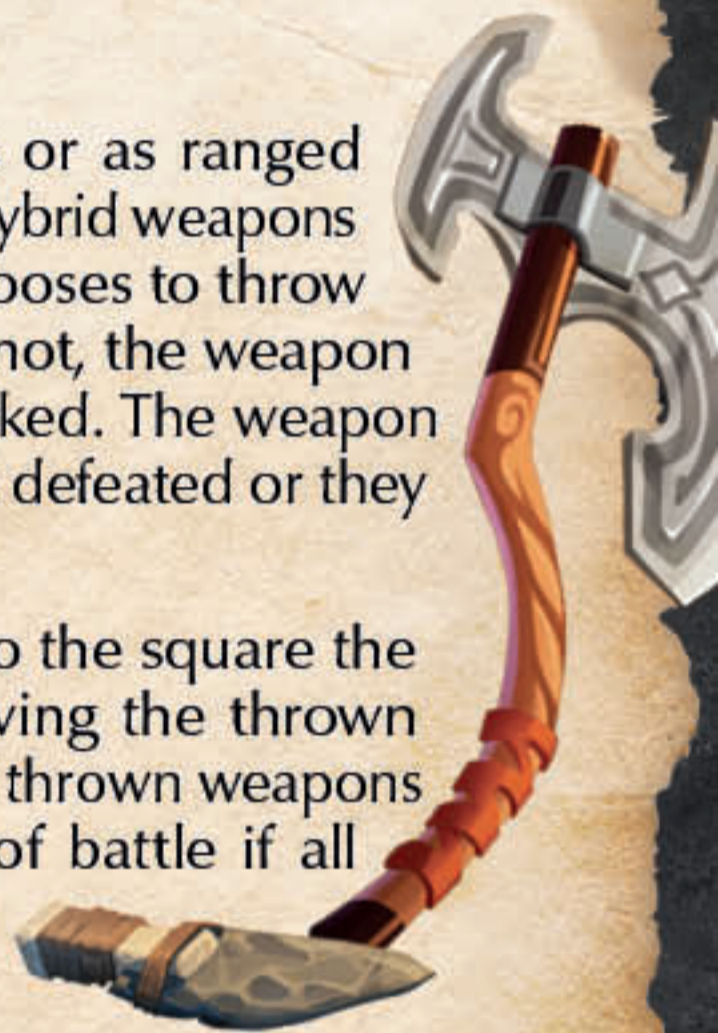 or as ranged
ybrid weapons
ooses to throw
not, the weapon
ked. The weapon
defeated or they
o the square the
ving the thrown
thrown weapons
of battle if all